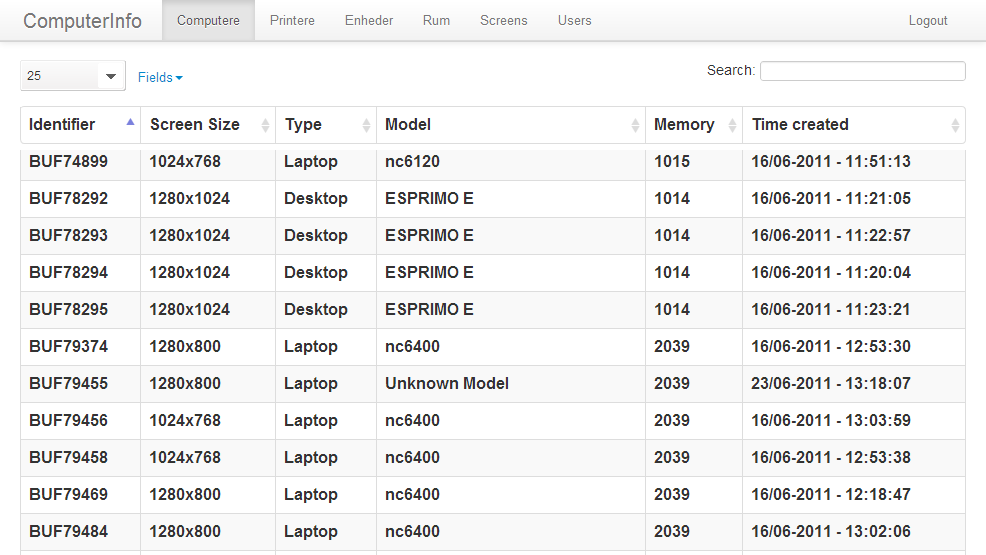 ComputerInfo Computere Printere Enheder Rum Screens Users Logout
25 Fields Search:
Identifier Screen Size Type Model Memory Time created
BUF74899 1024x768 Laptop nc6120 1015 16/06-2011 - 11:51:13
BUF78292 1280x1024 Desktop ESPRIMO E 1014 16/06-2011 - 11:21:05
BUF78293 1280x1024 Desktop ESPRIMO E 1014 16/06-2011 - 11:22:57
BUF78294 1280x1024 Desktop ESPRIMO E 1014 16/06-2011 - 11:20:04
BUF78295 1280x1024 Desktop ESPRIMO E 1014 16/06-2011 - 11:23:21
BUF79374 1280x800 Laptop nc6400 2039 16/06-2011 - 12:53:30
BUF79455 1280x800 Laptop Unknown Model 2039 23/06-2011 - 13:18:07
BUF79456 1024x768 Laptop nc6400 2039 16/06-2011 - 13:03:59
BUF79458 1024x768 Laptop nc6400 2039 16/06-2011 - 12:53:38
BUF79469 1280x800 Laptop nc6400 2039 16/06-2011 - 12:18:47
BUF79484 1280x800 Laptop nc6400 2039 16/06-2011 - 13:02:06